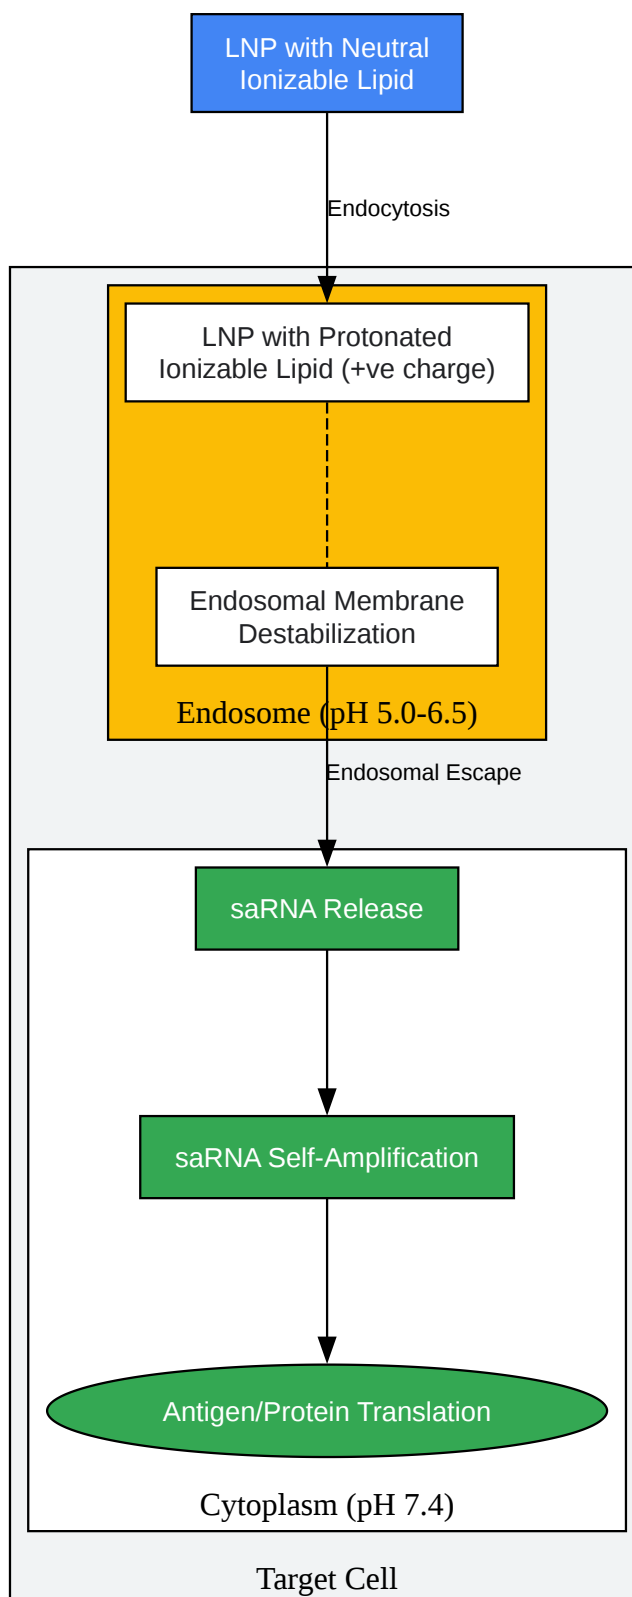 LNP with Neutral
Ionizable Lipid
Endocytosis
LNP with Protonated
Ionizable Lipid (+ve charge)
Endosomal Membrane
Destabilization
Endosome (pH 5.0-6.5)
Endosomal Escape
saRNA Release
saRNA Self-Amplification
Antigen/Protein Translation
Cytoplasm (pH 7.4)
Target Cell